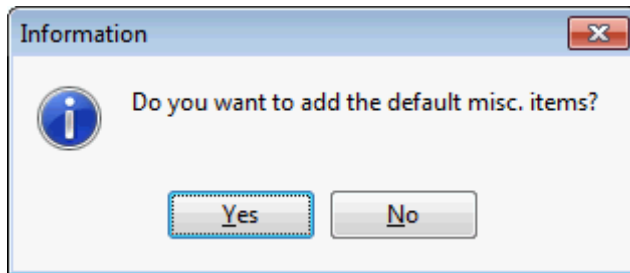 Information
Do you want to add the default misc. items?
Yes
No